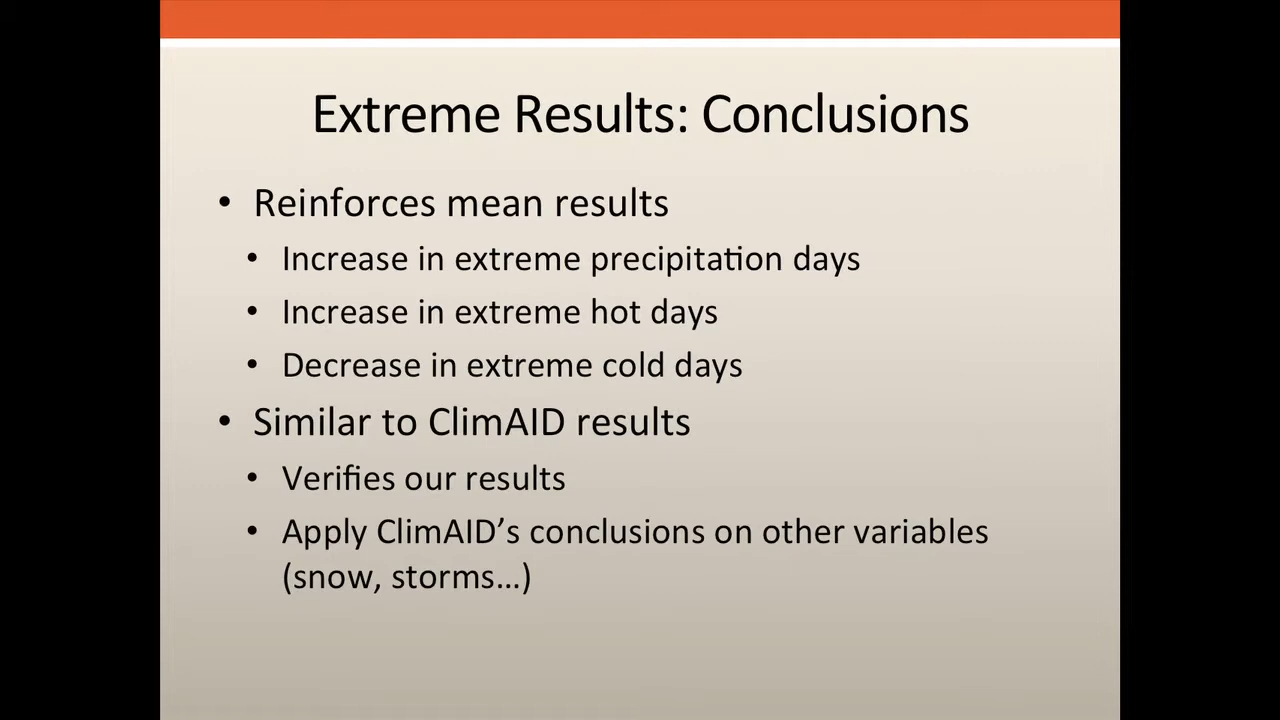 Extreme Results: Conclusions
• Reinforces mean results
• Increase in extreme precipitation days
• Increase in extreme hot days
• Decrease in extreme cold days
• Similar to ClimAID results
• Verifies our results
• Apply ClimAID’s conclusions on other variables
(snow, storms…)